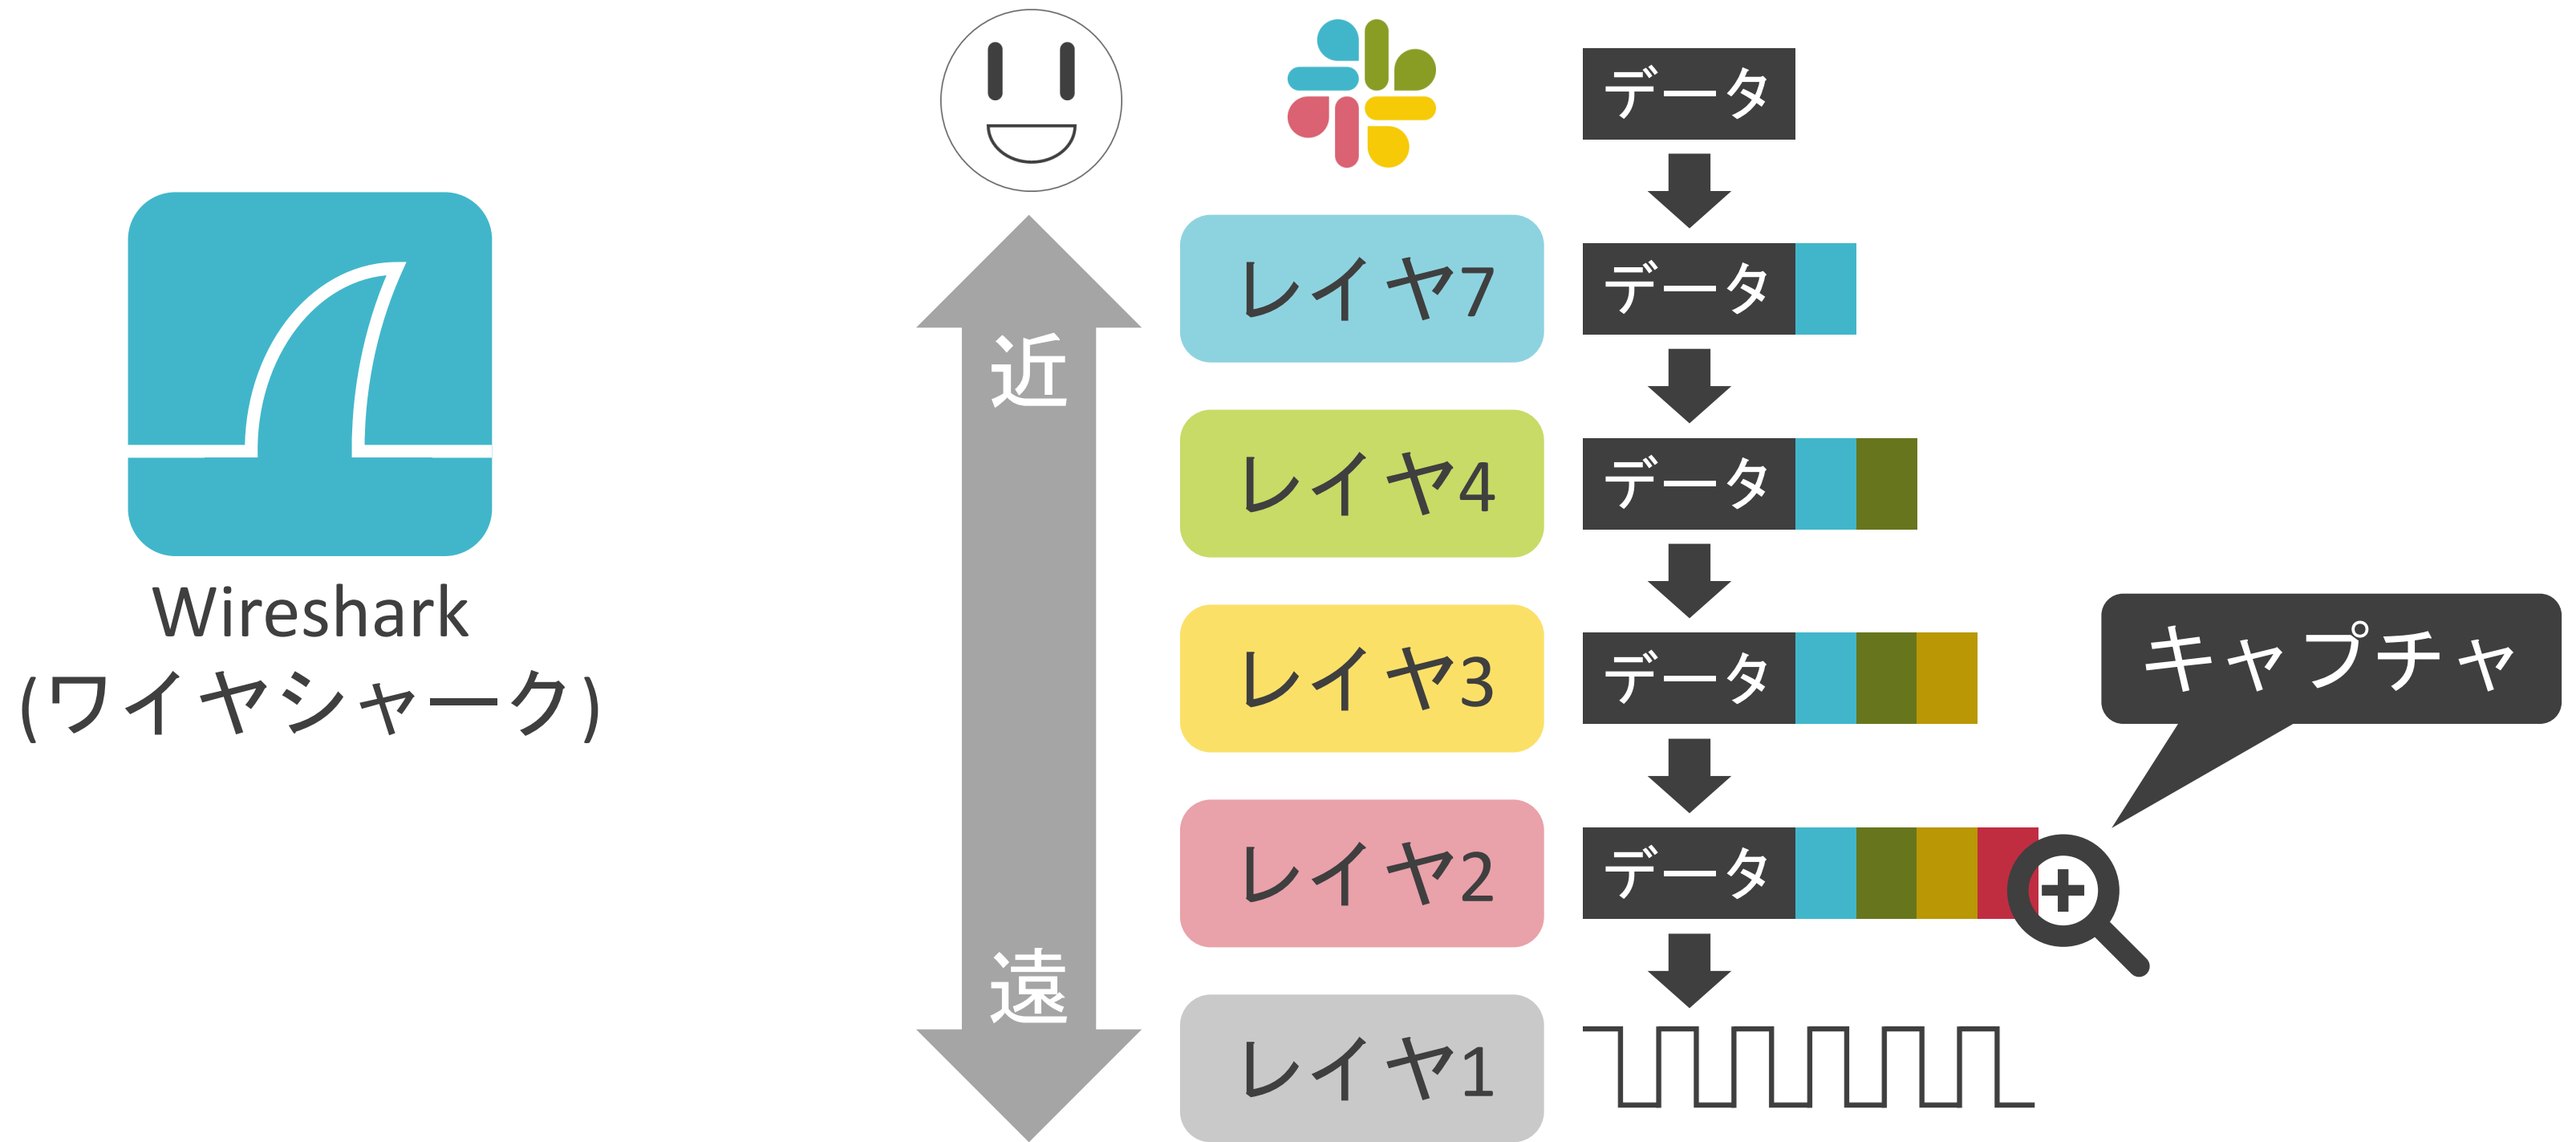 Wireshark
(ワイヤシャーク)
近
遠
データ
レイヤ7
データ
レイヤ4
データ
レイヤ3
データ
キャプチャ
レイヤ2
データ
レイヤ1